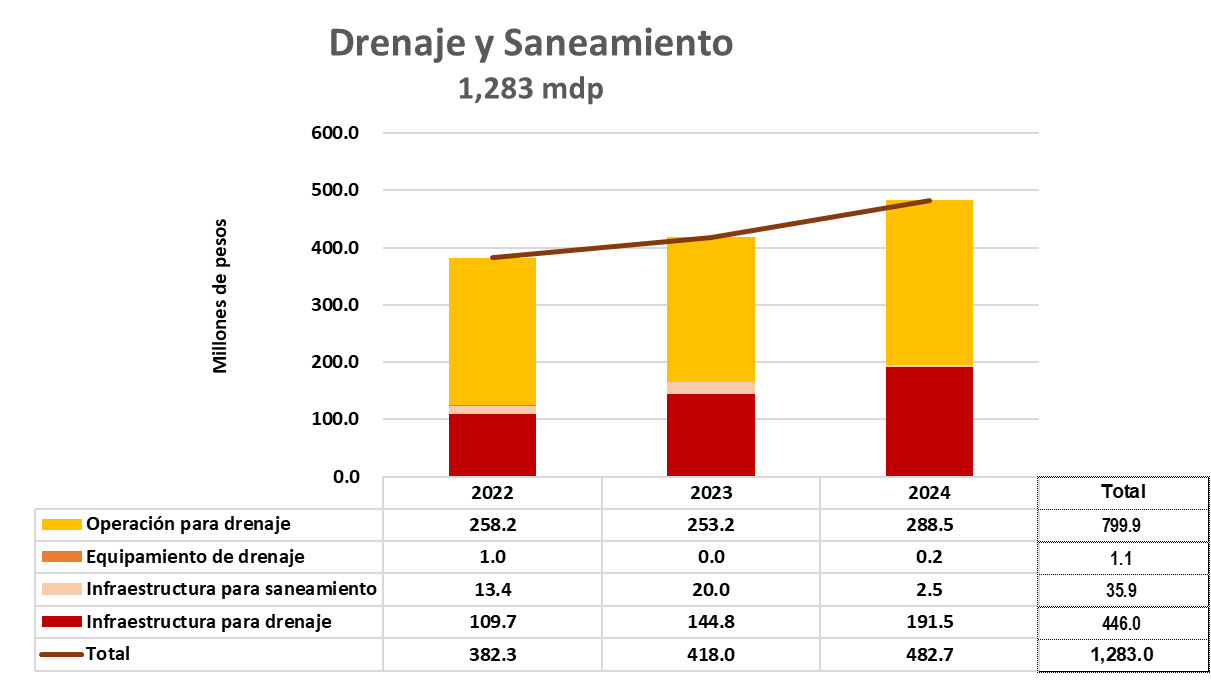 Drenaje y Saneamiento
1,283 mdp
Millones de pesos
600.0
500.0
400.0
300.0
200.0
100.0
0.0
2022 2023 2024 Total
Operación para drenaje 258.2 253.2 288.5 799.9
Equipamiento de drenaje 1.0 0.0 0.2 1.1
Infraestructura para saneamiento 13.4 20.0 2.5 35.9
Infraestructura para drenaje 109.7 144.8 191.5 446.0
Total 382.3 418.0 482.7 1,283.0